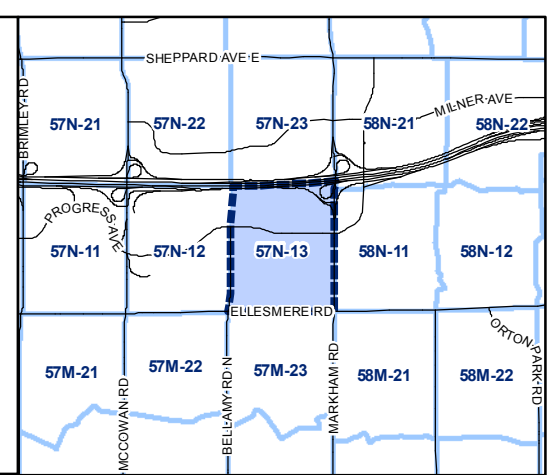 SHEPPARD AVE E
BRIMLEY RD
57N-21
57N-22
57N-23
58N-21
MILNER AVE
58N-22
PROGRESS AVE
57N-11
57N-12
57N-13
58N-11
58N-12
ELLESMERE RD
ORTON PARK RD
57M-21
57M-22
57M-23
58M-21
58M-22
MCCOWAN RD
BELLAMY RD N
MARKHAM RD